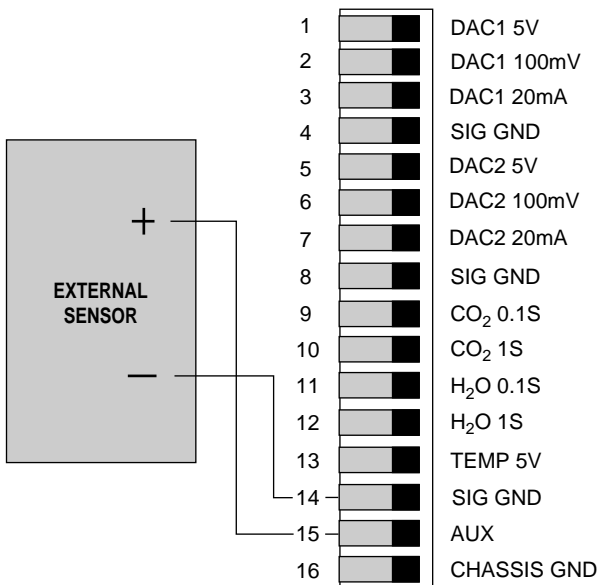 1 DAC1 5V
2 DAC1 100mV
3 DAC1 20mA
4 SIG GND
5 DAC2 5V
6 DAC2 100mV
7 DAC2 20mA
8 SIG GND
9 CO₂ 0.1S
10 CO₂ 1S
11 H₂O 0.1S
12 H₂O 1S
13 TEMP 5V
14 SIG GND
15 AUX
16 CHASSIS GND
+
EXTERNAL
SENSOR
−